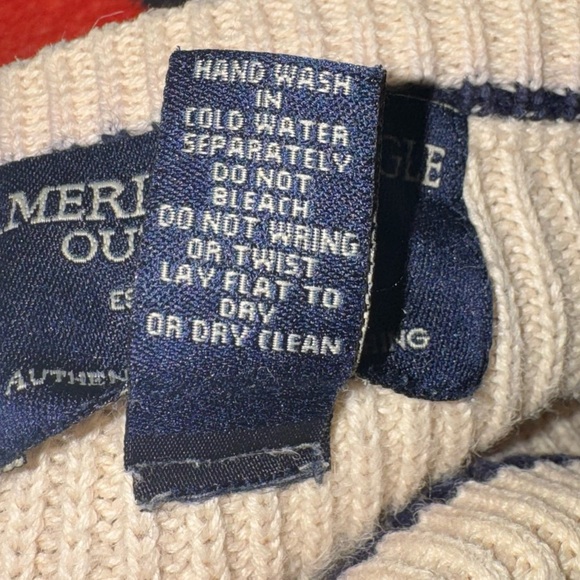 HAND WASH
IN
COLD WATER
SEPARATELY
DO NOT
BLEACH
DO NOT WRING
OR TWIST
LAY FLAT TO
DRY
OR DRY CLEAN